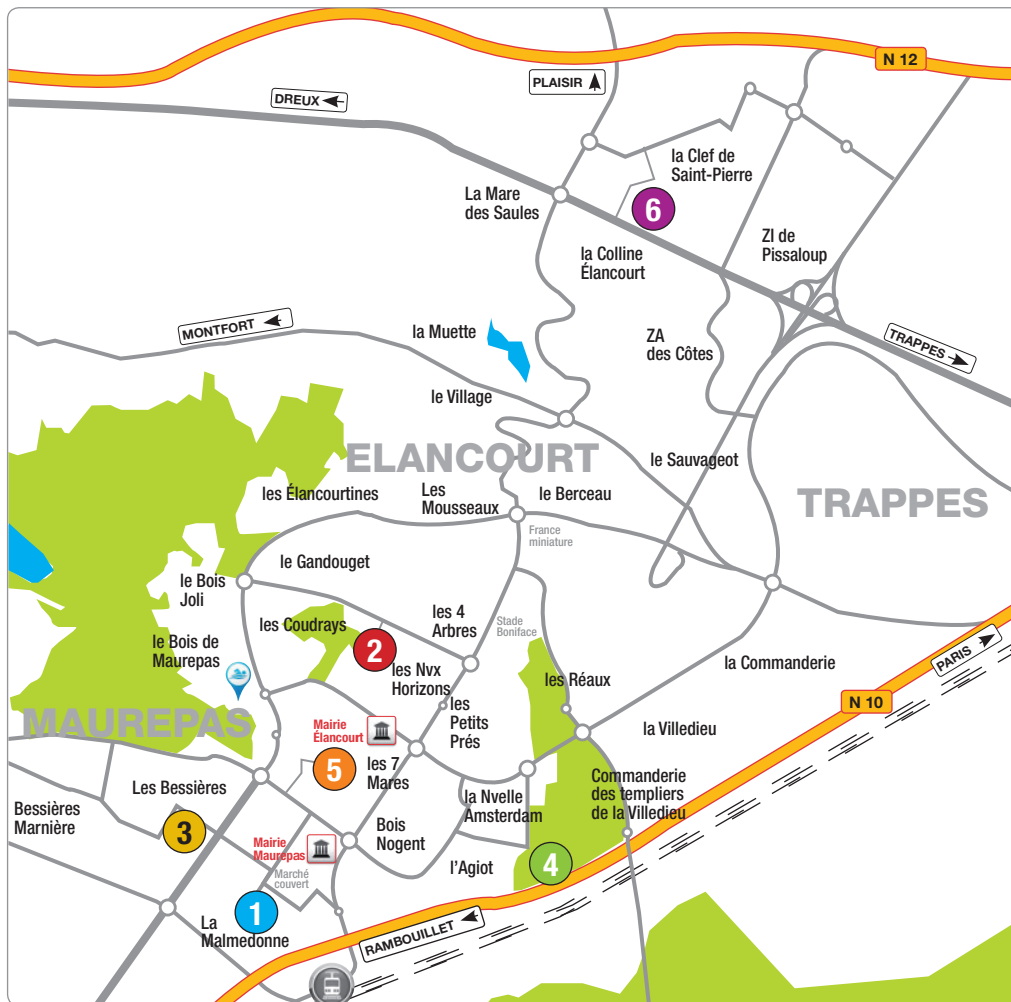 N 12
PLAISIR
DREUX
la Clef de
Saint-Pierre
La Mare
des Saules
6
ZI de
Pissaloup
la Colline
Élancourt
MONTFORT
la Muette
ZA
des Côtes
TRAPPES
le Village
ELANCOURT
le Sauvageot
les Élancourtines
Les
Mousseaux
le Berceau
TRAPPES
France
miniature
le Gandouget
le Bois
Joli
les Coudrays
les 4
Arbres
Stade
Boniface
le Bois de
Maurepas
2
les Nvx
Horizons
la Commanderie
PARIS
les Réaux
N 10
MAUREPAS
les
Petits
Prés
Mairie
Élancourt
la Villedieu
5
les 7
Mares
Les Bessières
la Nvelle
Amsterdam
Commanderie
des templiers
de la Villedieu
Bessières
Marnière
3
Bois
Nogent
Mairie
Maurepas
Marché
couvert
l'Agiot
4
1
La
Malmedonne
RAMBOUILLET